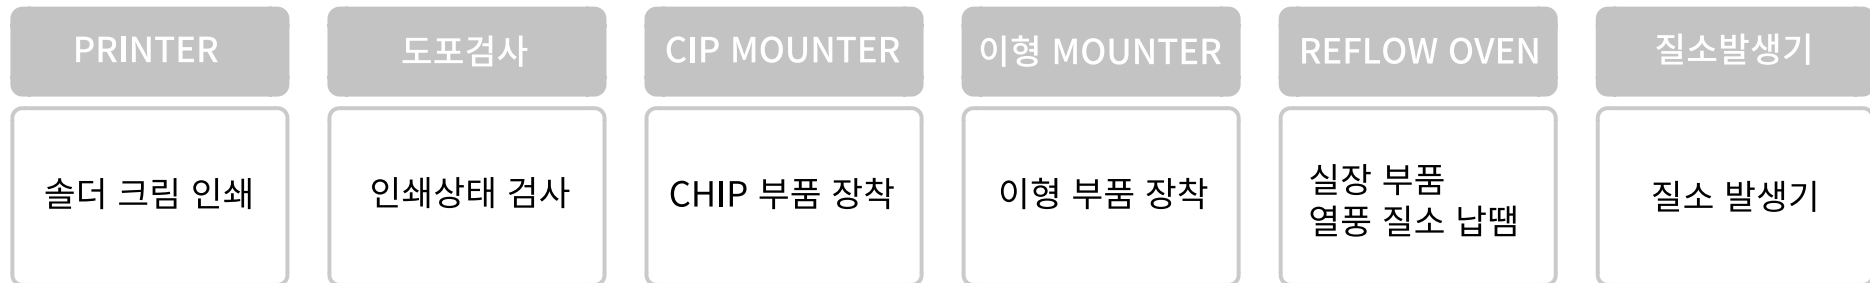 PRINTER
도포검사
CIP MOUNTER
이형 MOUNTER
REFLOW OVEN
질소발생기
솔더 크림 인쇄
인쇄상태 검사
CHIP 부품 장착
이형 부품 장착
실장 부품
열풍 질소 납땜
질소 발생기